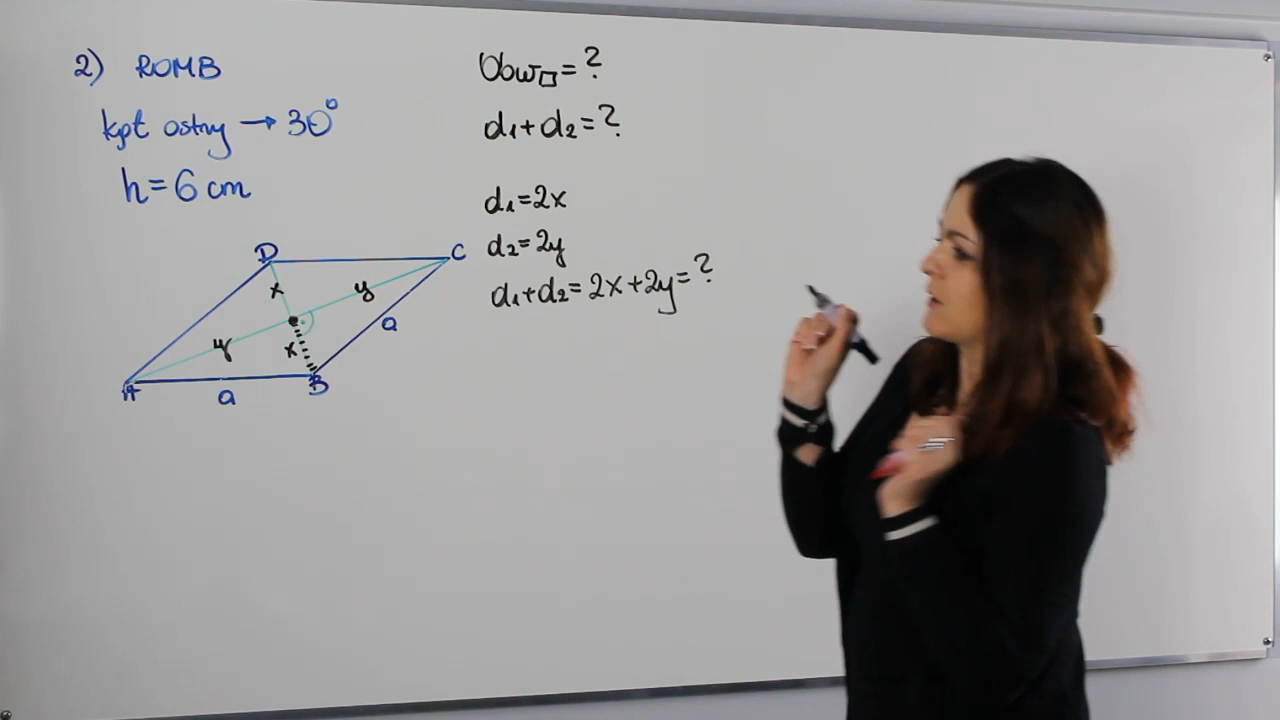 2) ROMB
kąt ostry → 30°
h = 6 cm
Obw▱ = ?
d₁ + d₂ = ?
d₁ = 2x
d₂ = 2y
d₁ + d₂ = 2x + 2y = ?
D
C
x
y
a
y
x
A
B
a